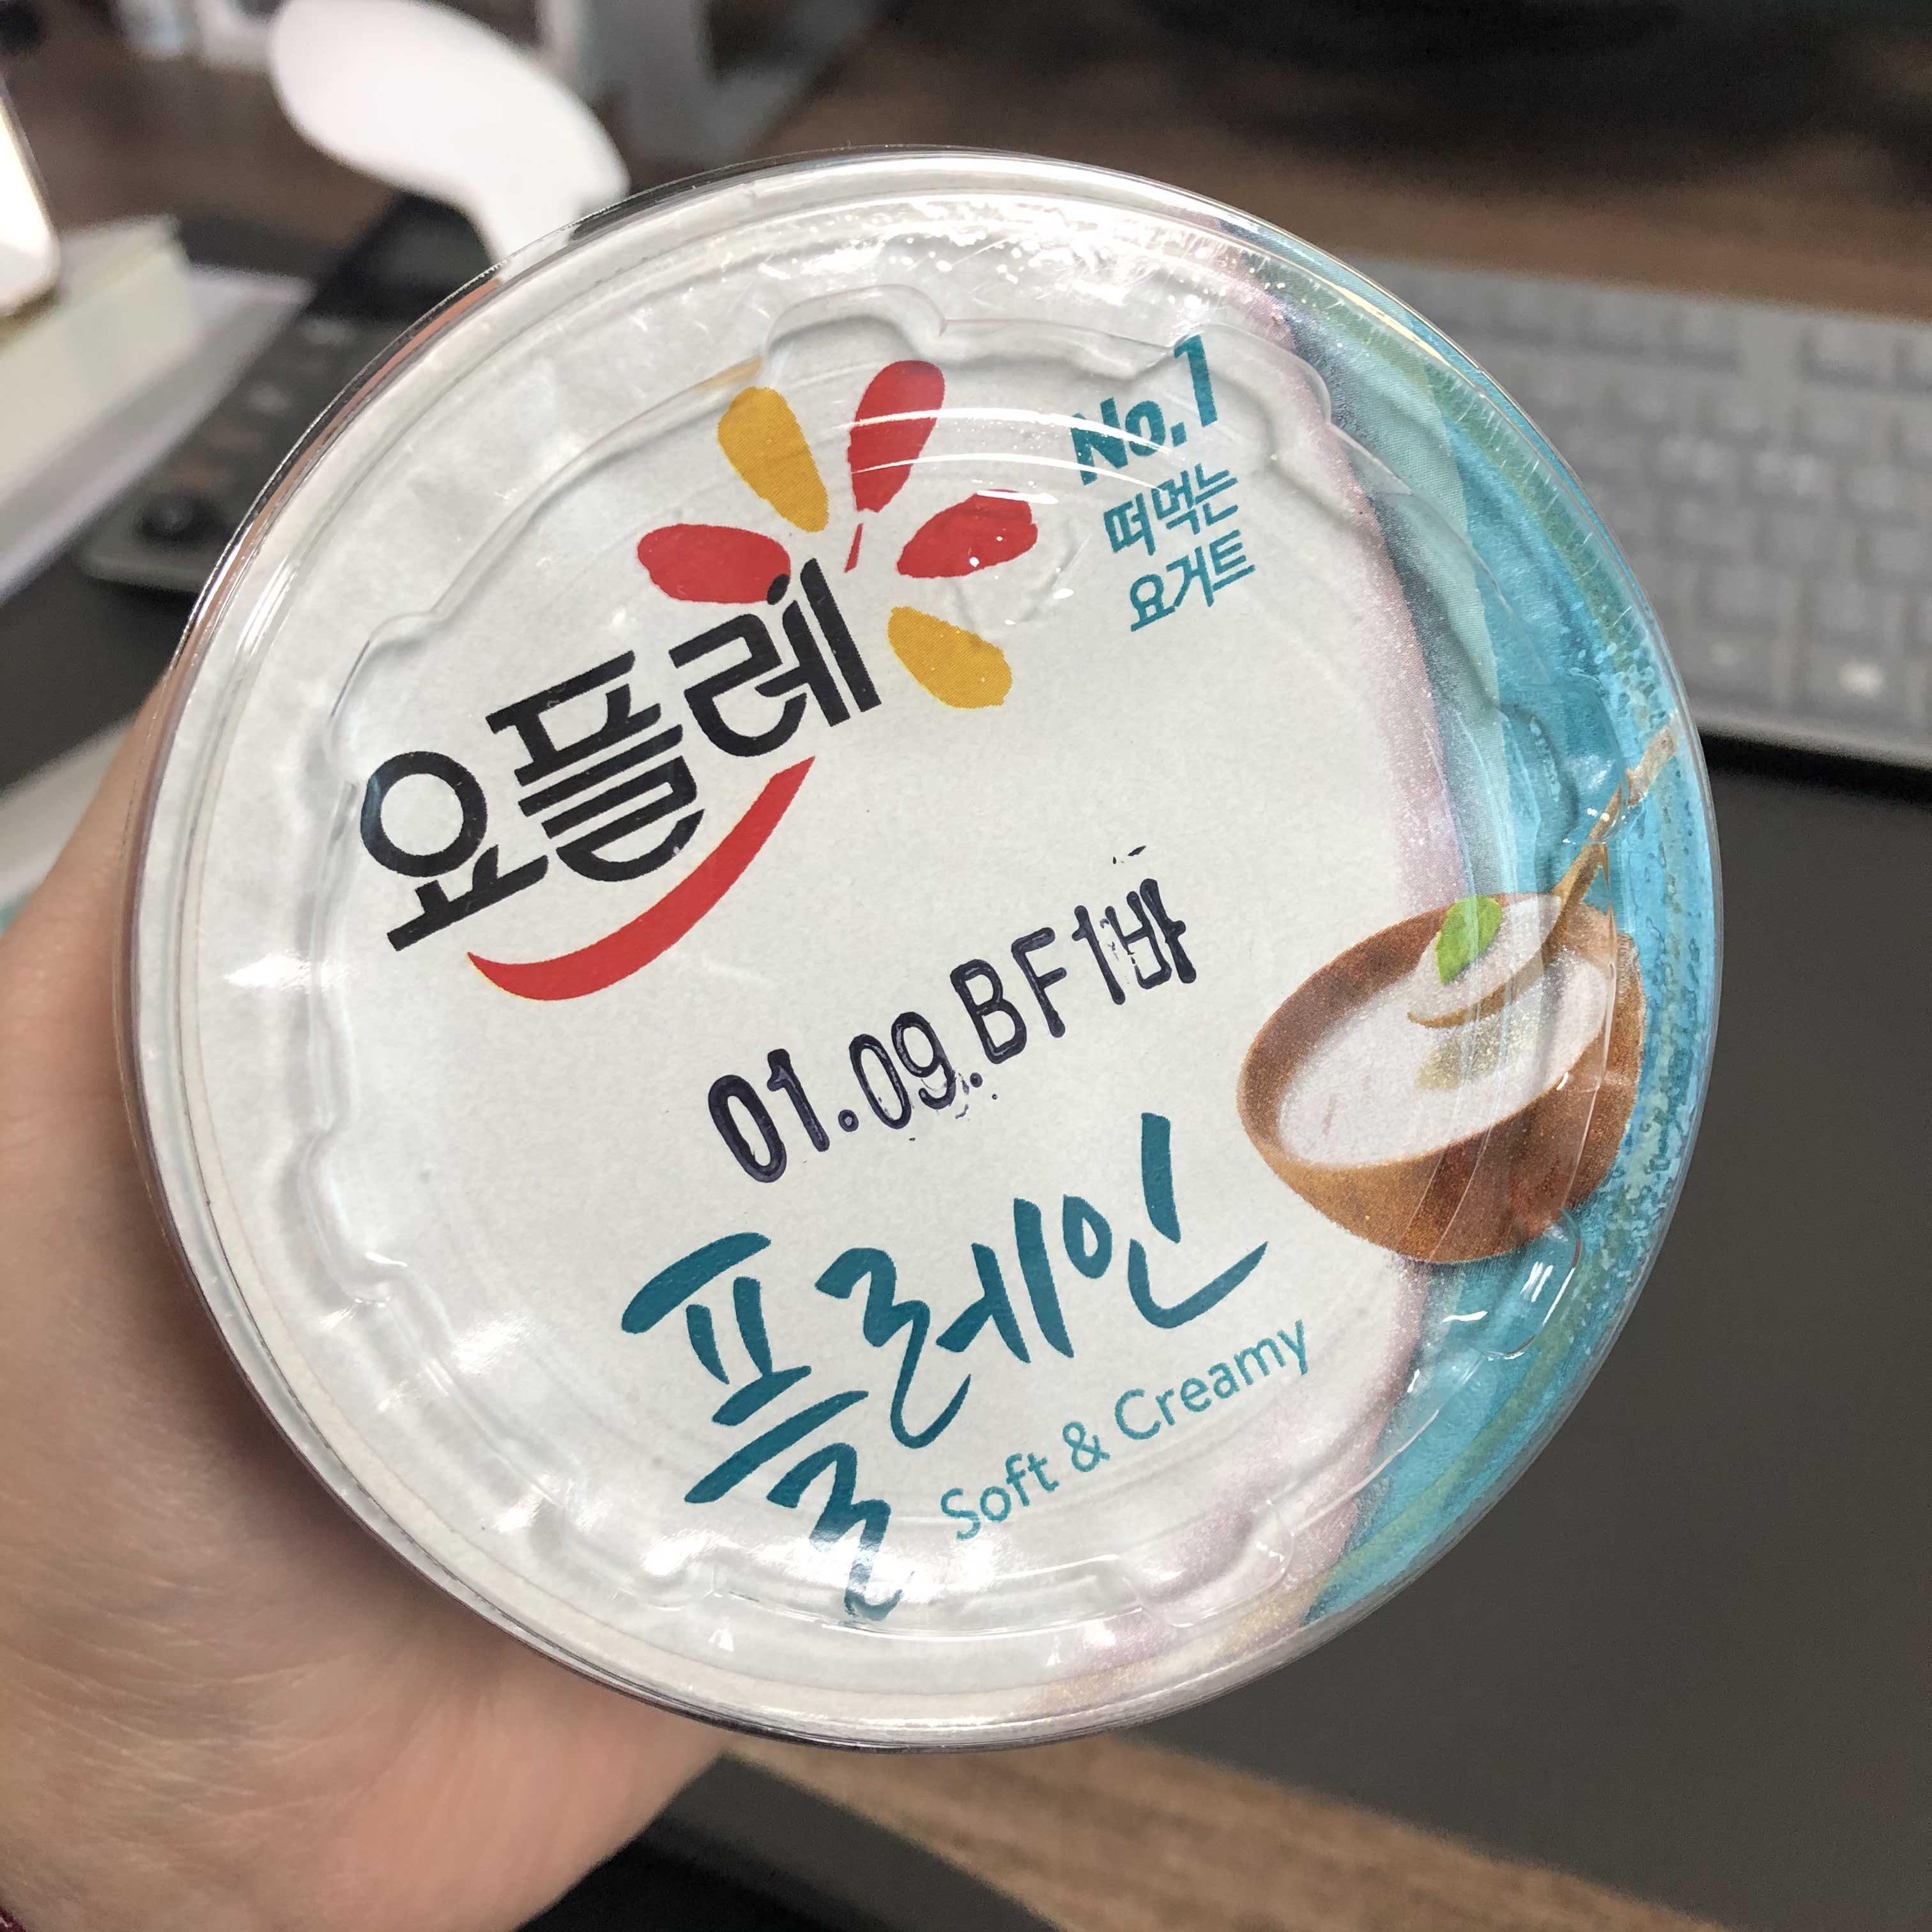 요플레
No.1
떠먹는
요거트
01.09.BF1바
플레인
Soft & Creamy